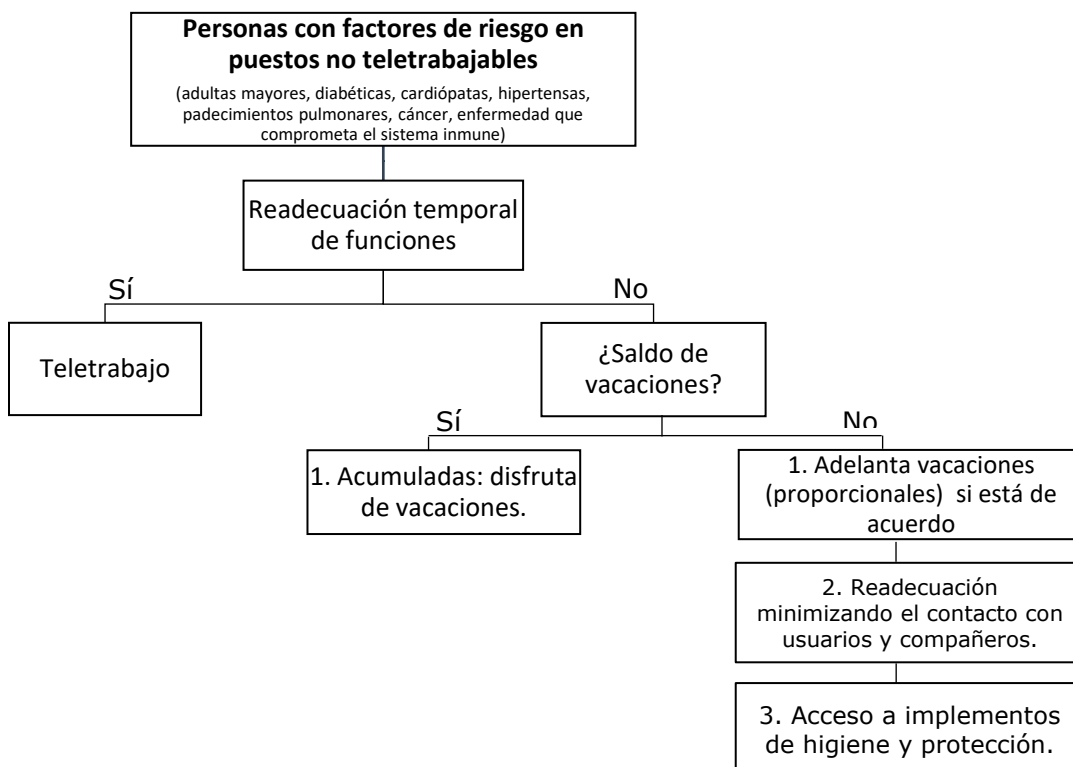 Personas con factores de riesgo en
puestos no teletrabajables
(adultas mayores, diabéticas, cardiópatas, hipertensas,
padecimientos pulmonares, cáncer, enfermedad que
comprometa el sistema inmune)
Readecuación temporal
de funciones
Sí
No
Teletrabajo
¿Saldo de
vacaciones?
Sí
No
1. Acumuladas: disfruta
de vacaciones.
1. Adelanta vacaciones
(proporcionales) si está de
acuerdo
2. Readecuación
minimizando el contacto con
usuarios y compañeros.
3. Acceso a implementos
de higiene y protección.